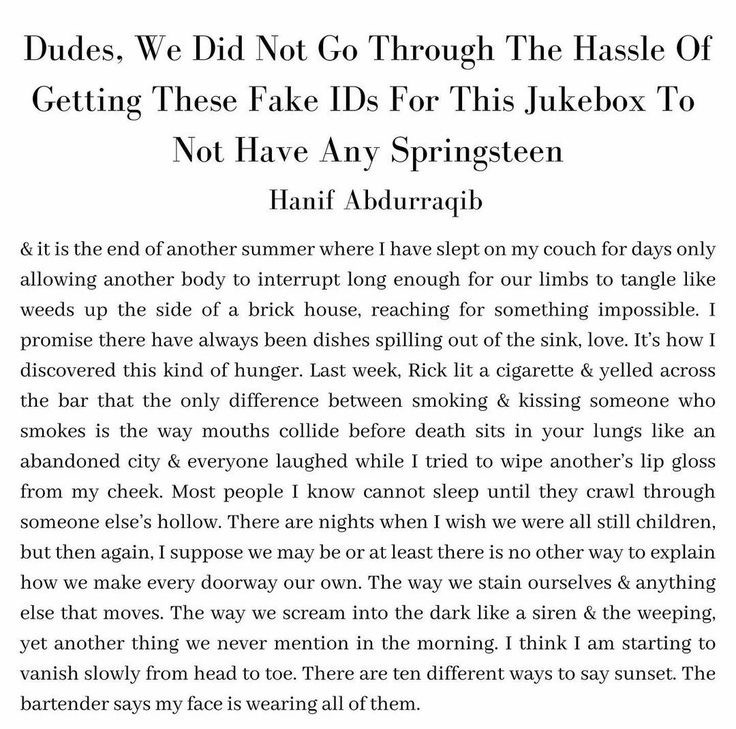 Dudes, We Did Not Go Through The Hassle Of
Getting These Fake IDs For This Jukebox To
Not Have Any Springsteen
Hanif Abdurraqib
& it is the end of another summer where I have slept on my couch for days only
allowing another body to interrupt long enough for our limbs to tangle like
weeds up the side of a brick house, reaching for something impossible. I
promise there have always been dishes spilling out of the sink, love. It’s how I
discovered this kind of hunger. Last week, Rick lit a cigarette & yelled across
the bar that the only difference between smoking & kissing someone who
smokes is the way mouths collide before death sits in your lungs like an
abandoned city & everyone laughed while I tried to wipe another’s lip gloss
from my cheek. Most people I know cannot sleep until they crawl through
someone else’s hollow. There are nights when I wish we were all still children,
but then again, I suppose we may be or at least there is no other way to explain
how we make every doorway our own. The way we stain ourselves & anything
else that moves. The way we scream into the dark like a siren & the weeping,
yet another thing we never mention in the morning. I think I am starting to
vanish slowly from head to toe. There are ten different ways to say sunset. The
bartender says my face is wearing all of them.